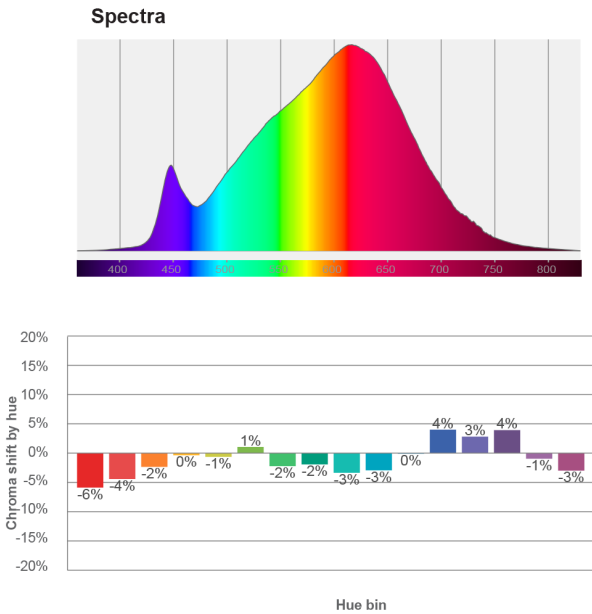 Spectra
400 450 500 550 600 650 700 750 800
20%
15%
10%
5%
0%
-5%
-10%
-15%
-20%
Chroma shift by hue
-6% -4% -2% 0% -1% 1% -2% -2% -3% -3% 0% 4% 3% 4% -1% -3%
Hue bin